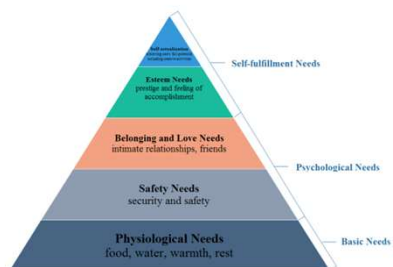 Self-actualization
Self-fulfillment Needs
Esteem Needs
prestige and feeling of
accomplishment
Belonging and Love Needs
intimate relationships, friends
Psychological Needs
Safety Needs
security and safety
Physiological Needs
food, water, warmth, rest
Basic Needs